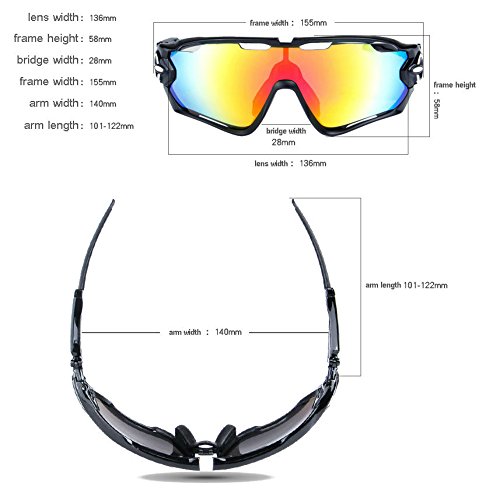 lens width: 136mm
frame height: 58mm
bridge width: 28mm
frame width: 155mm
arm width: 140mm
arm length: 101-122mm
frame width : 155mm
frame height
: 58mm
bridge width
28mm
lens width : 136mm
arm length 101-122mm
arm width : 140mm